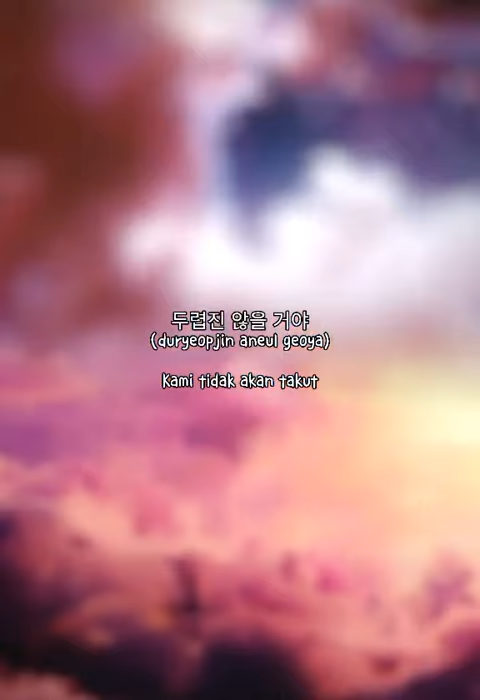 두렵진 않을 거야
(duryeopjin aneul geoya)
Kami tidak akan takut